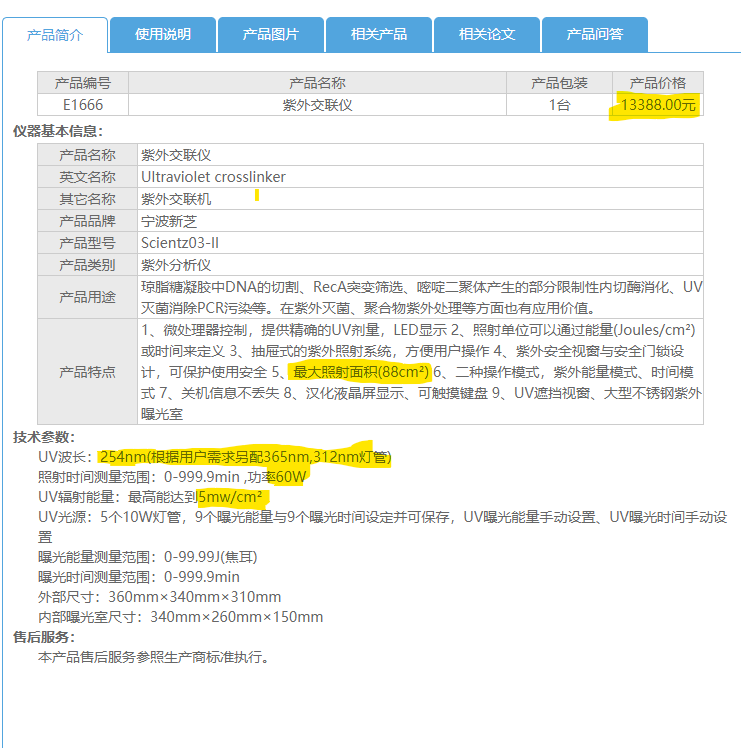 产品简介 使用说明 产品图片 相关产品 相关论文 产品问答
产品编号 产品名称 产品包装 产品价格
E1666 紫外交联仪 1台 13388.00元
仪器基本信息：
产品名称 紫外交联仪
英文名称 Ultraviolet crosslinker
其它名称 紫外交联机
产品品牌 宁波新芝
产品型号 Scientz03-II
产品类别 紫外分析仪
产品用途 琼脂糖凝胶中DNA的切割、RecA突变筛选、嘧啶二聚体产生的部分限制性内切酶消化、UV
灭菌消除PCR污染等。在紫外灭菌、聚合物紫外处理等方面也有应用价值。
1、微处理器控制，提供精确的UV剂量，LED显示 2、照射单位可以通过能量(Joules/cm²)
或时间来定义 3、抽屉式的紫外照射系统，方便用户操作 4、紫外安全视窗与安全门锁设
产品特点 计，可保护使用安全 5、最大照射面积(88cm²) 6、二种操作模式，紫外能量模式、时间模
式 7、关机信息不丢失 8、汉化液晶屏显示、可触摸键盘 9、UV遮挡视窗、大型不锈钢紫外
曝光室
技术参数：
UV波长：254nm(根据用户需求另配365nm,312nm灯管)
照射时间测量范围：0-999.9min ,功率60W
UV辐射能量：最高能达到5mw/cm²
UV光源：5个10W灯管，9个曝光能量与9个曝光时间设定并可保存，UV曝光能量手动设置、UV曝光时间手动设
置
曝光能量测量范围：0-99.99J(焦耳)
曝光时间测量范围：0-999.9min
外部尺寸：360mm×340mm×310mm
内部曝光室尺寸：340mm×260mm×150mm
售后服务：
本产品售后服务参照生产商标准执行。